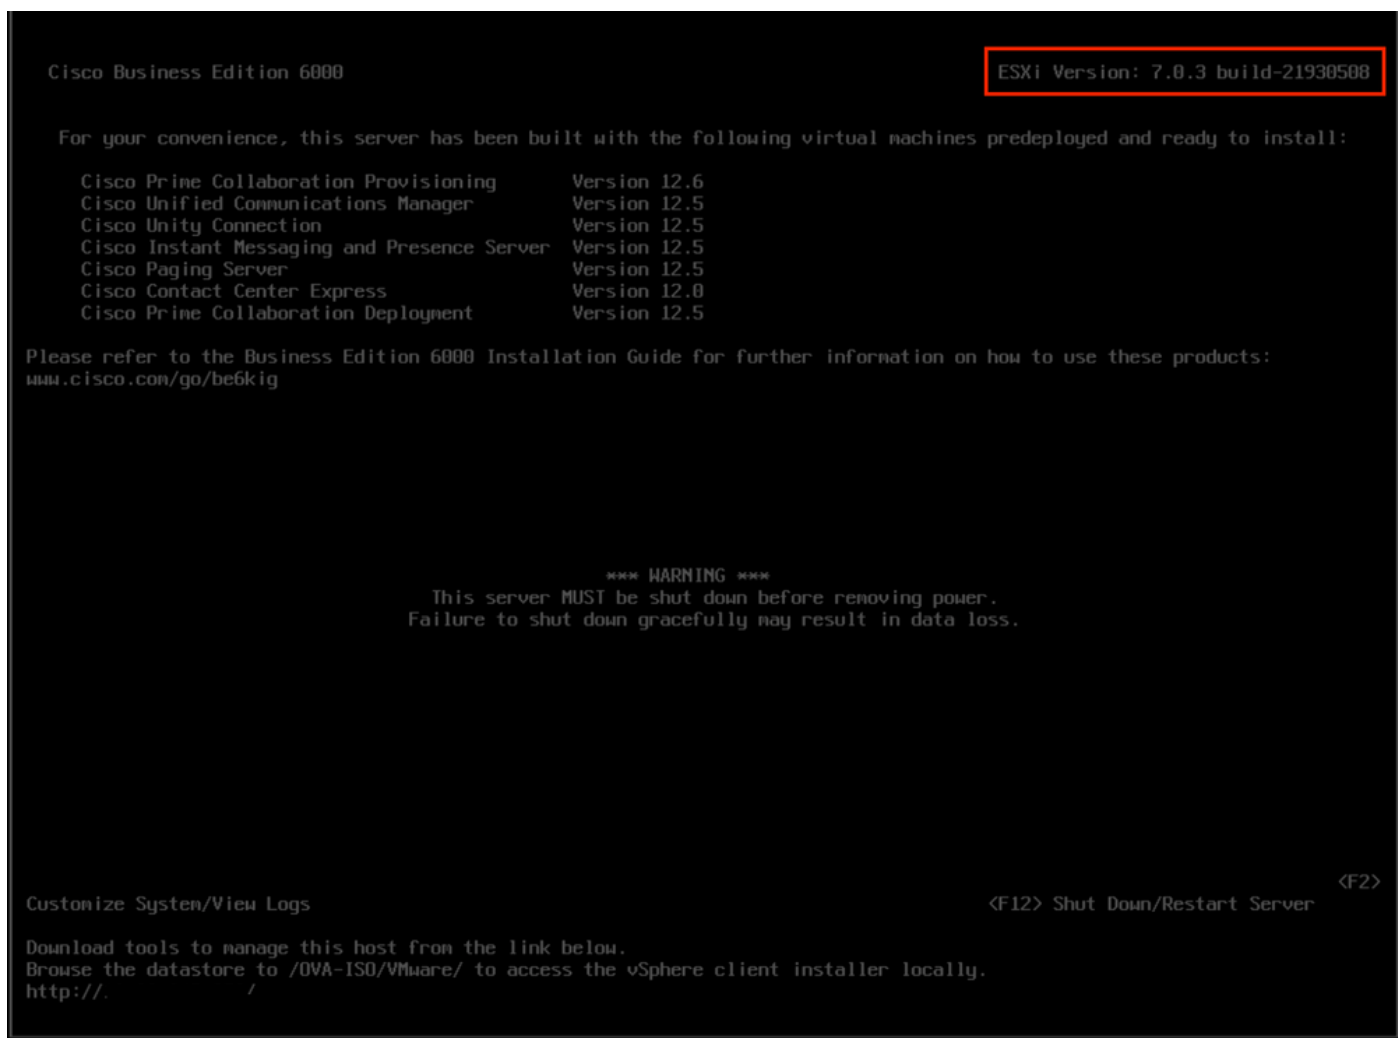 Cisco Business Edition 6000
ESXi Version: 7.0.3 build-21930508
For your convenience, this server has been built with the following virtual machines predeployed and ready to install:
Cisco Prime Collaboration Provisioning Version 12.6
Cisco Unified Communications Manager Version 12.5
Cisco Unity Connection Version 12.5
Cisco Instant Messaging and Presence Server Version 12.5
Cisco Paging Server Version 12.5
Cisco Contact Center Express Version 12.0
Cisco Prime Collaboration Deployment Version 12.5
Please refer to the Business Edition 6000 Installation Guide for further information on how to use these products:
www.cisco.com/go/be6kig
*** WARNING ***
This server MUST be shut down before removing power.
Failure to shut down gracefully may result in data loss.
<F2>
Customize System/View Logs
<F12> Shut Down/Restart Server
Download tools to manage this host from the link below.
Browse the datastore to /OVA-ISO/VMware/ to access the vSphere client installer locally.
http://. /